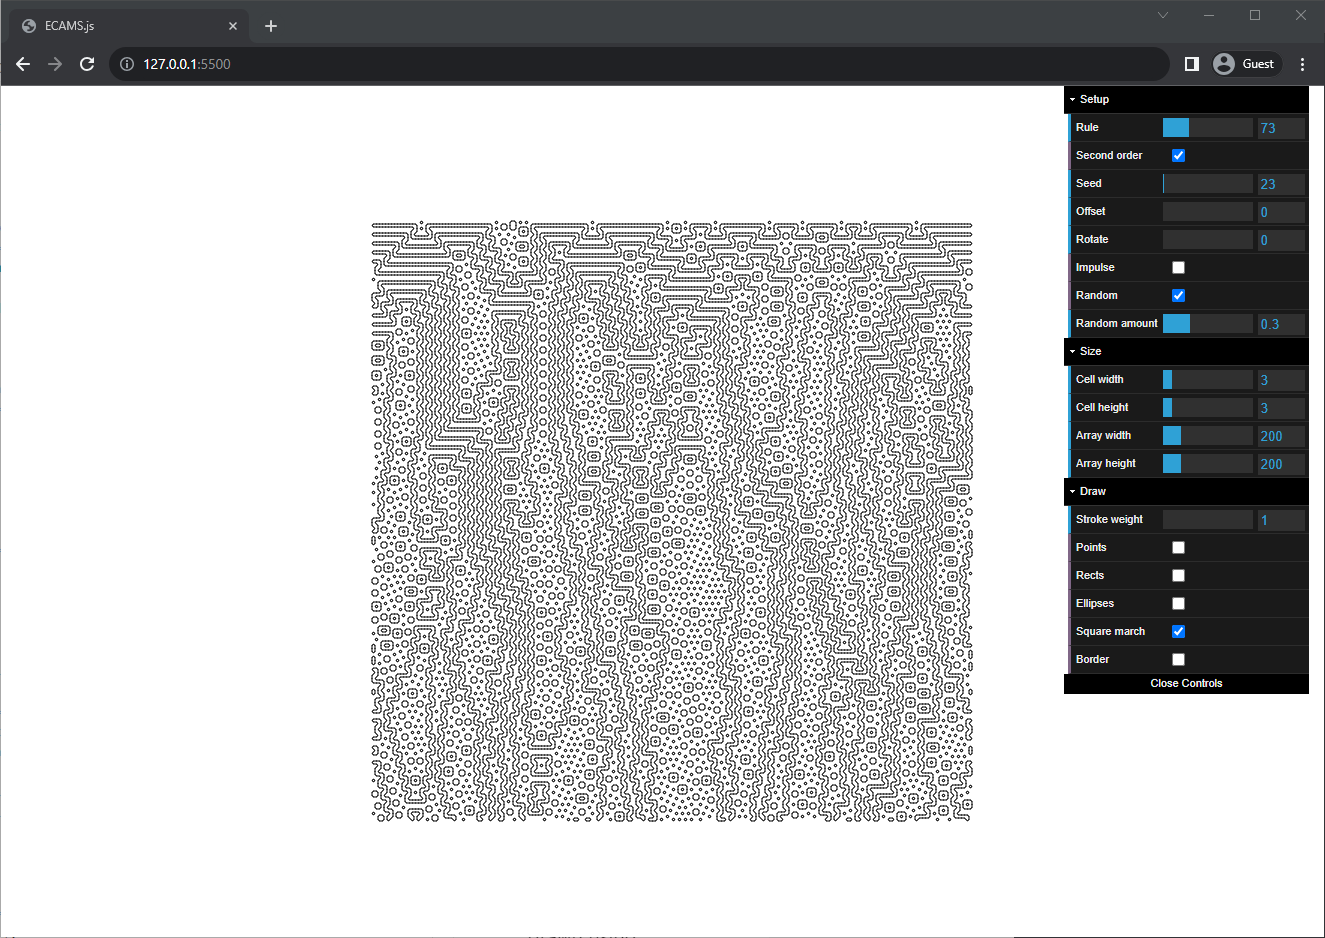 ECAMS.js
127.0.0.1:5500
Guest
Setup
Rule 73
Second order
Seed 23
Offset 0
Rotate 0
Impulse
Random
Random amount 0.3
Size
Cell width 3
Cell height 3
Array width 200
Array height 200
Draw
Stroke weight 1
Points
Rects
Ellipses
Square march
Border
Close Controls